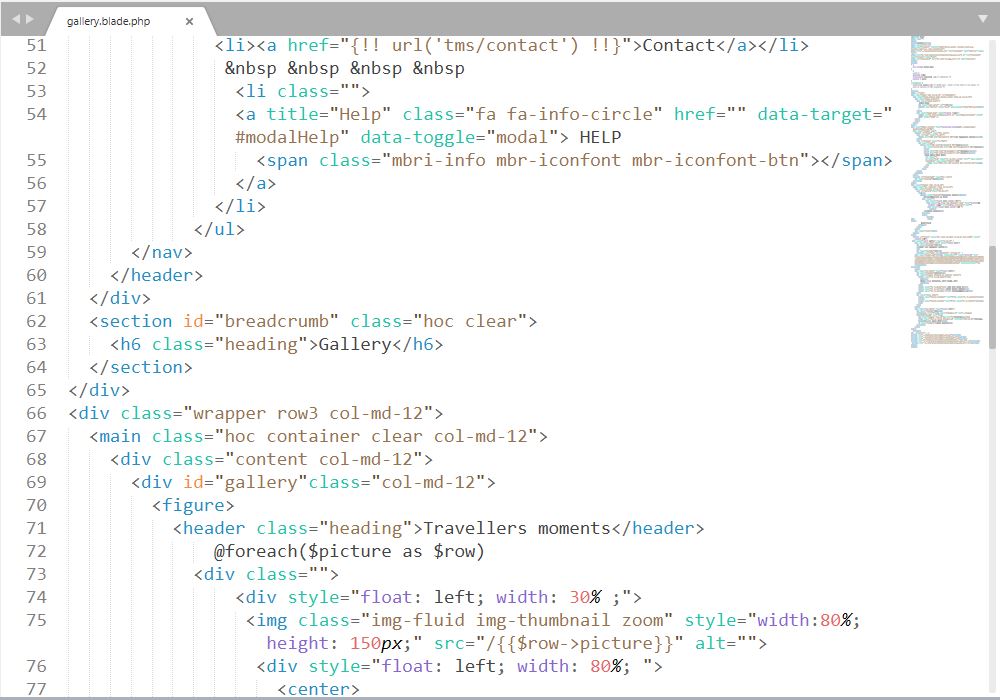 gallery.blade.php ×
51 <li><a href="{!! url('tms/contact') !!}">Contact</a></li>
52 &nbsp &nbsp &nbsp &nbsp
53 <li class="">
54 <a title="Help" class="fa fa-info-circle" href="" data-target="
#modalHelp" data-toggle="modal"> HELP
55 <span class="mbri-info mbr-iconfont mbr-iconfont-btn"></span>
56 </a>
57 </li>
58 </ul>
59 </nav>
60 </header>
61 </div>
62 <section id="breadcrumb" class="hoc clear">
63 <h6 class="heading">Gallery</h6>
64 </section>
65 </div>
66 <div class="wrapper row3 col-md-12">
67 <main class="hoc container clear col-md-12">
68 <div class="content col-md-12">
69 <div id="gallery"class="col-md-12">
70 <figure>
71 <header class="heading">Travellers moments</header>
72 @foreach($picture as $row)
73 <div class="">
74 <div style="float: left; width: 30% ;">
75 <img class="img-fluid img-thumbnail zoom" style="width:80%;
height: 150px;" src="/{{$row->picture}}" alt="">
76 <div style="float: left; width: 80%; ">
77 <center>